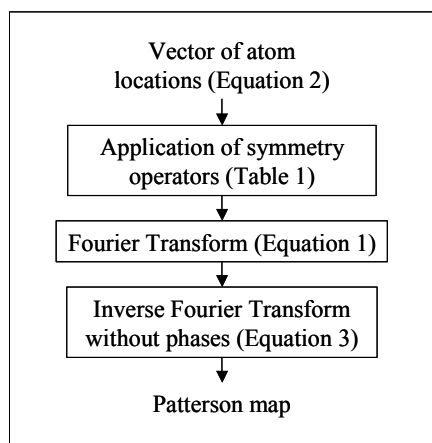 Vector of atom
locations (Equation 2)
Application of symmetry
operators (Table 1)
Fourier Transform (Equation 1)
Inverse Fourier Transform
without phases (Equation 3)
Patterson map